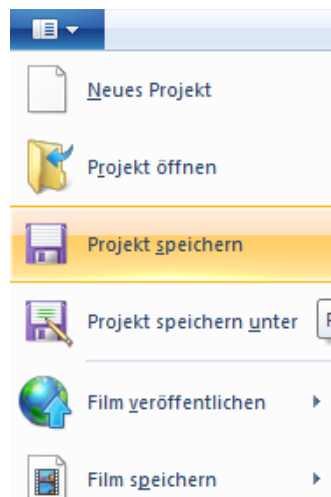 Neues Projekt
Projekt öffnen
Projekt speichern
Projekt speichern unter
Film veröffentlichen
Film speichern